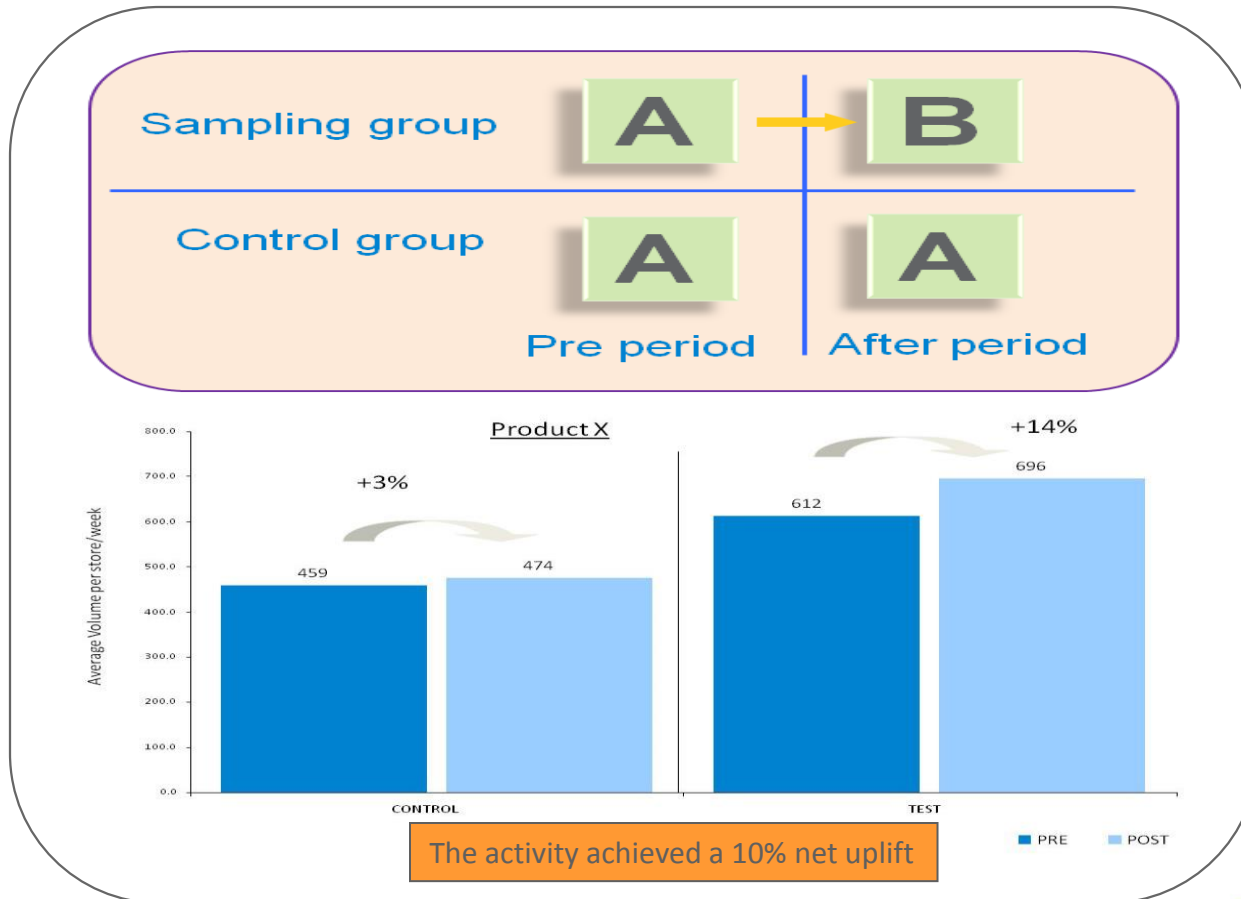 Sampling group
A
B
Control group
A
A
Pre period
After period
Product X
+3%
+14%
Average Volume per store/week
800.0
700.0
600.0
500.0
400.0
300.0
200.0
100.0
0.0
459
474
612
696
CONTROL
TEST
PRE
POST
The activity achieved a 10% net uplift